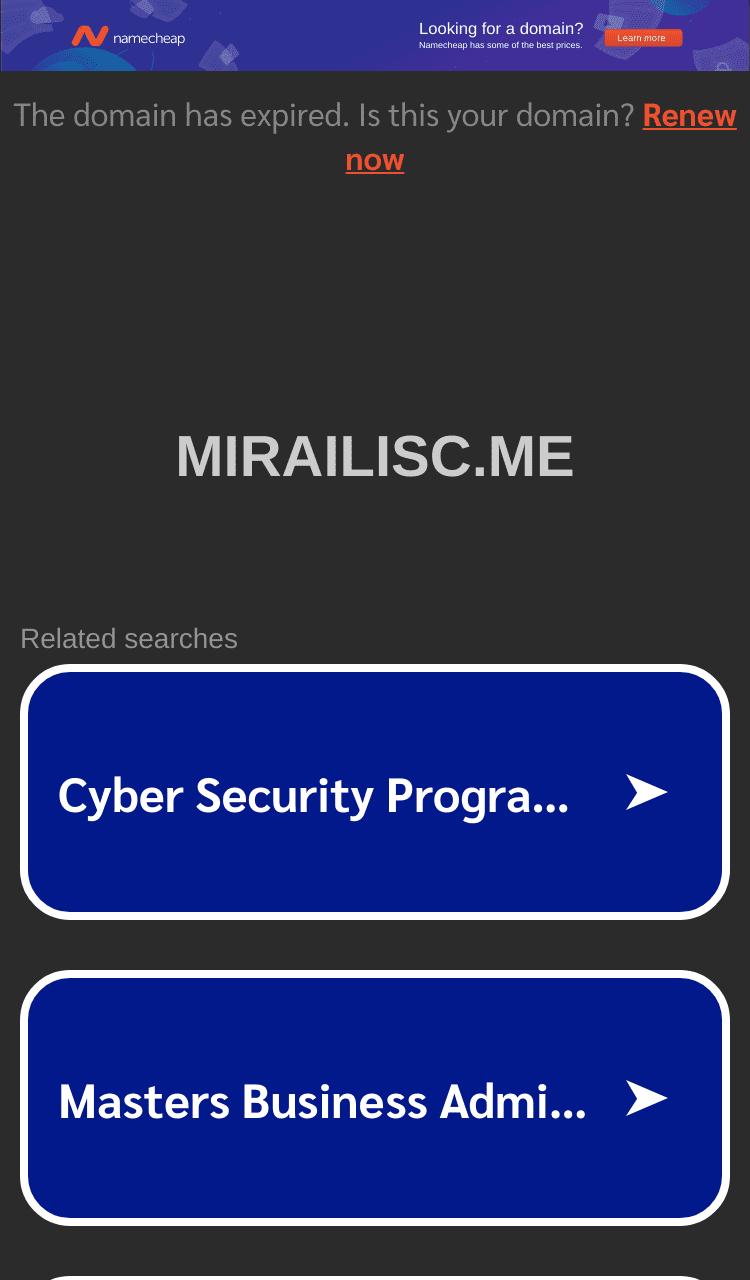 namecheap
Looking for a domain?
Namecheap has some of the best prices.
Learn more
The domain has expired. Is this your domain? Renew
now
MIRAILISC.ME
Related searches
Cyber Security Progra...
Masters Business Admi...